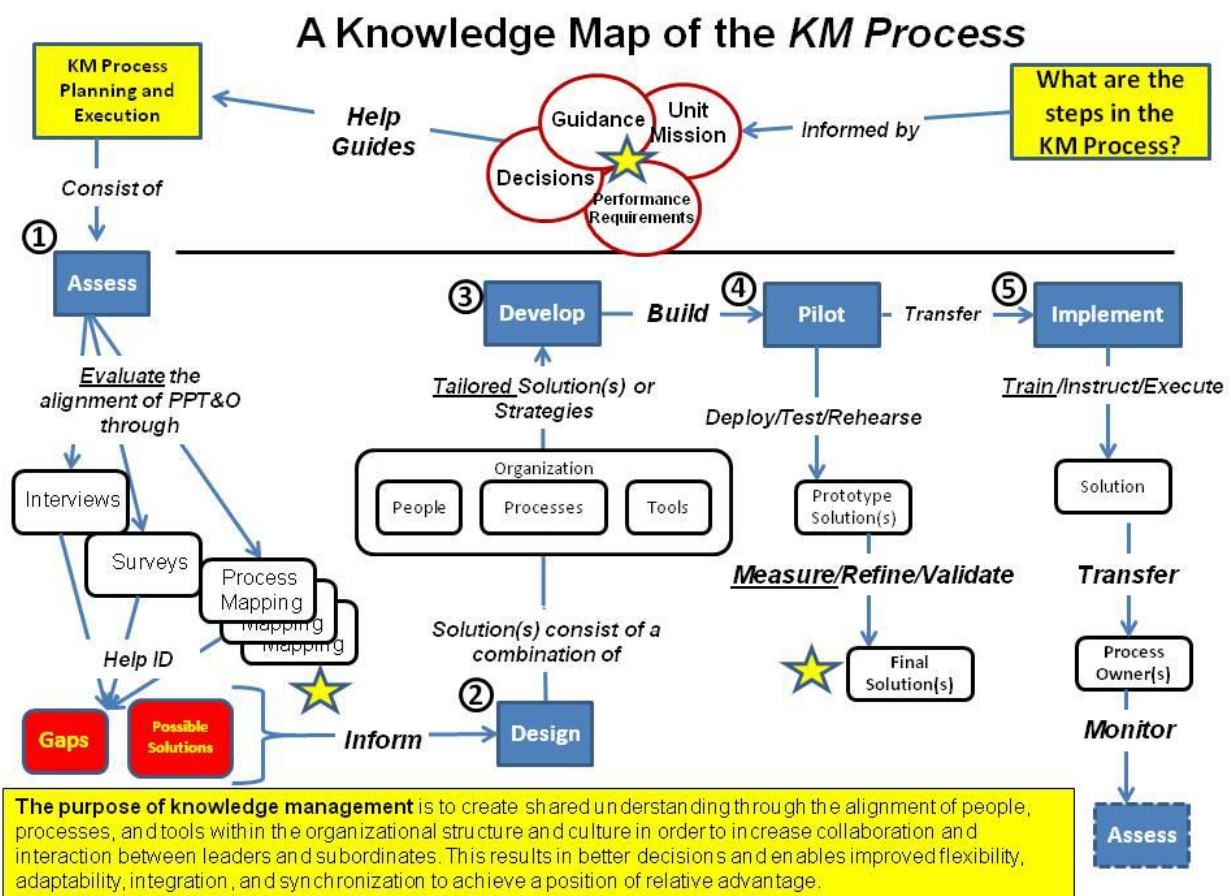 A Knowledge Map of the KM Process
KM Process
Planning and
Execution
Help
Guides
Guidance
Unit
Mission
Decisions
Performance
Requirements
Informed by
What are the
steps in the
KM Process?
Consist of
①
Assess
Evaluate the
alignment of PPT&O
through
Interviews
Surveys
Process
Mapping
Mapping
Mapping
Help ID
Gaps
Possible
Solutions
Inform
②
Design
Solution(s) consist of a
combination of
Organization
People
Processes
Tools
Tailored Solution(s) or
Strategies
③
Develop
Build
④
Pilot
Deploy/Test/Rehearse
Prototype
Solution(s)
Measure/Refine/Validate
Final
Solution(s)
Transfer
⑤
Implement
Train /Instruct/Execute
Solution
Transfer
Process
Owner(s)
Monitor
Assess
The purpose of knowledge management is to create shared understanding through the alignment of people,
processes, and tools within the organizational structure and culture in order to increase collaboration and
interaction between leaders and subordinates. This results in better decisions and enables improved flexibility,
adaptability, integration, and synchronization to achieve a position of relative advantage.